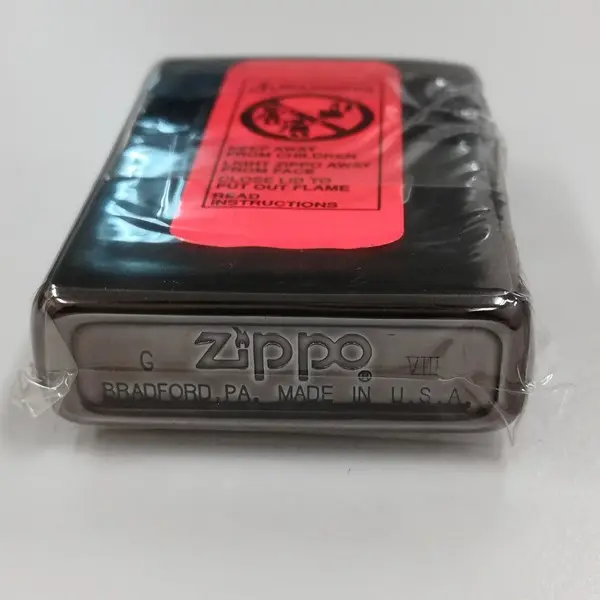 KEEP AWAY
FROM CHILDREN
LIGHT ZIPPO AWAY
FROM FACE
CLOSE LID TO
PUT OUT FLAME
READ
INSTRUCTIONS
G zippo® VIII
BRADFORD, PA. MADE IN U.S.A.